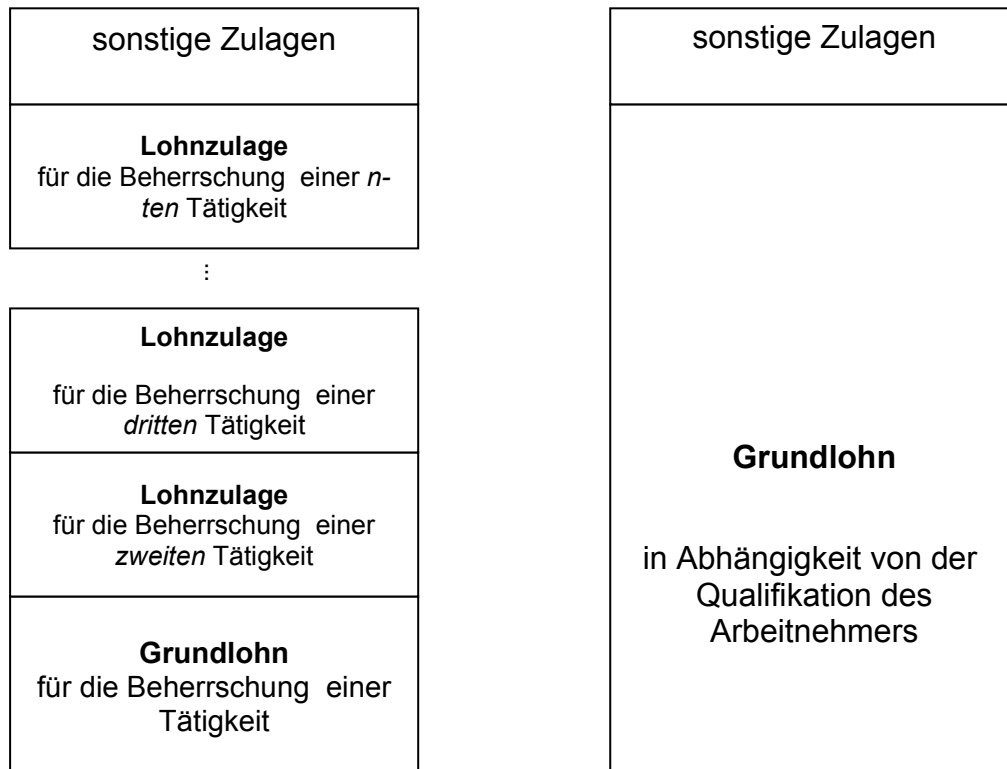 sonstige Zulagen
Lohnzulage
für die Beherrschung einer n-
ten Tätigkeit
...
Lohnzulage
für die Beherrschung einer
dritten Tätigkeit
Lohnzulage
für die Beherrschung einer
zweiten Tätigkeit
Grundlohn
für die Beherrschung einer
Tätigkeit
sonstige Zulagen
Grundlohn
in Abhängigkeit von der
Qualifikation des
Arbeitnehmers